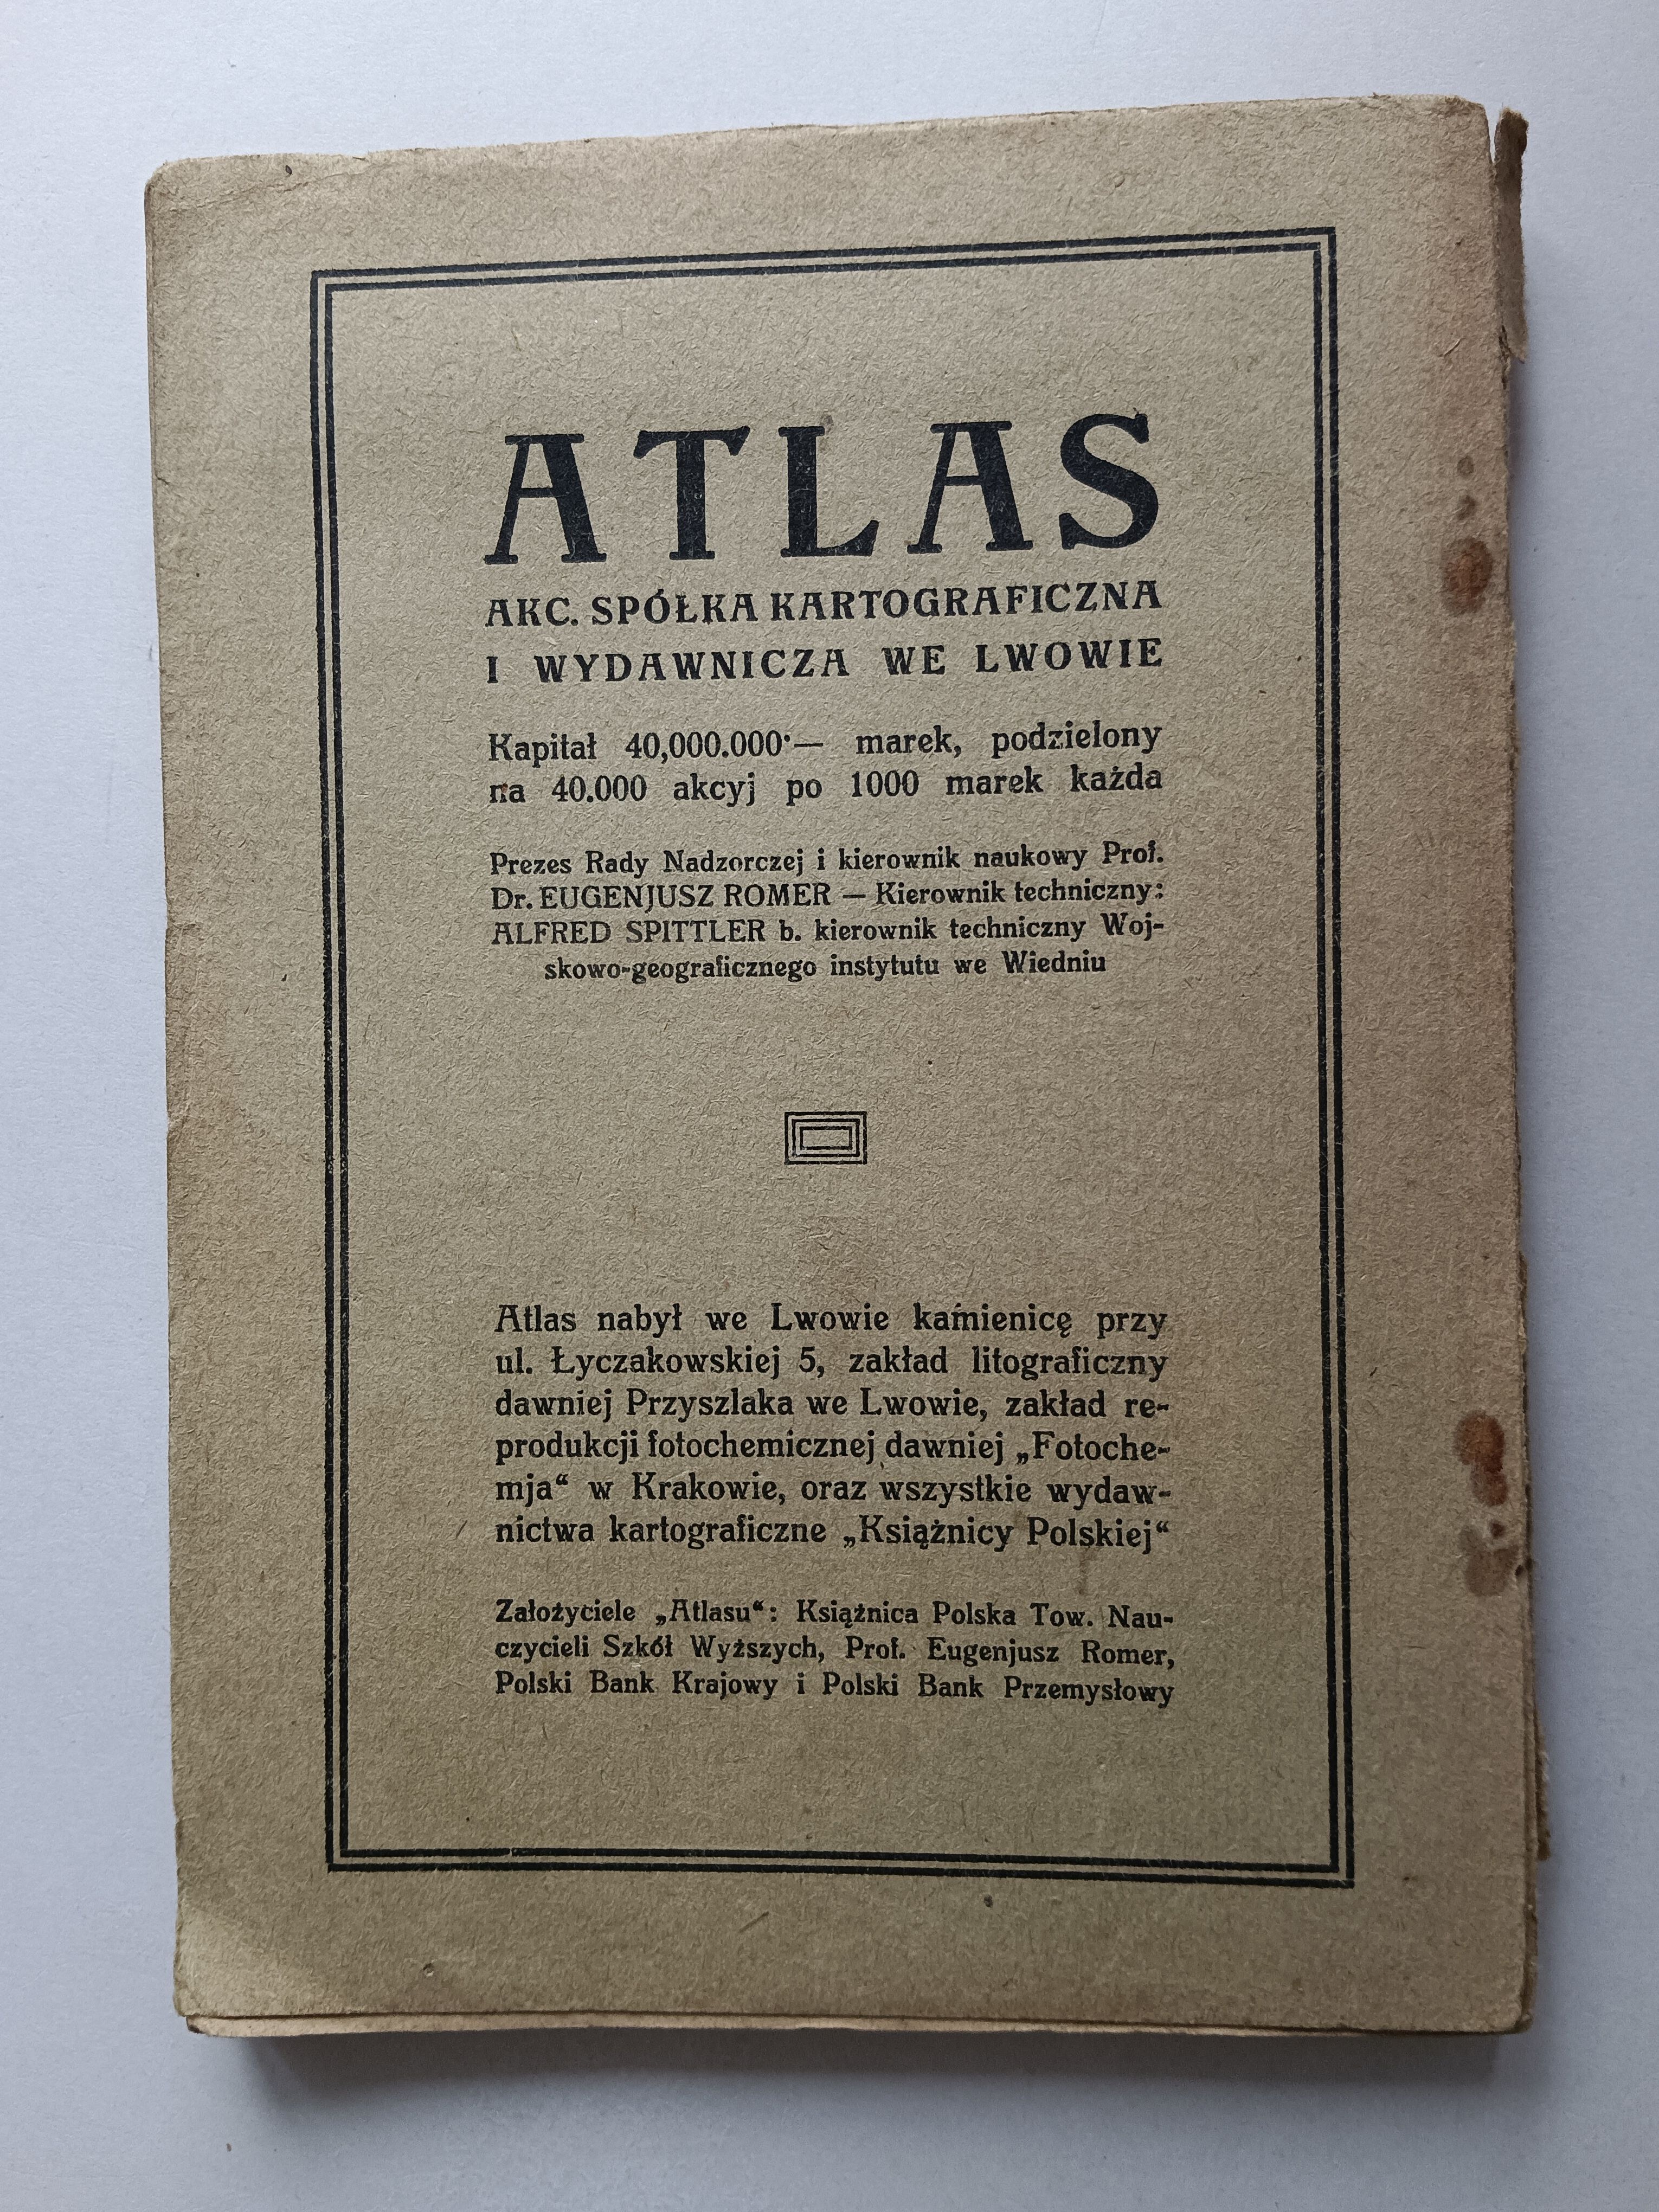 ATLAS
AKC. SPÓŁKA KARTOGRAFICZNA
I WYDAWNICZA WE LWOWIE
Kapitał 40,000.000·— marek, podzielony
na 40.000 akcyj po 1000 marek każda
Prezes Rady Nadzorczej i kierownik naukowy Prof.
Dr. EUGENJUSZ ROMER — Kierownik techniczny:
ALFRED SPITTLER b. kierownik techniczny Woj-
skowo-geograficznego instytutu we Wiedniu
Atlas nabył we Lwowie kamienicę przy
ul. Łyczakowskiej 5, zakład litograficzny
dawniej Przyszlaka we Lwowie, zakład re-
produkcji fotochemicznej dawniej „Fotoche-
mja“ w Krakowie, oraz wszystkie wydaw-
nictwa kartograficzne „Książnicy Polskiej“
Założyciele „Atlasu“: Książnica Polska Tow. Nau-
czycieli Szkół Wyższych, Prof. Eugenjusz Romer,
Polski Bank Krajowy i Polski Bank Przemysłowy